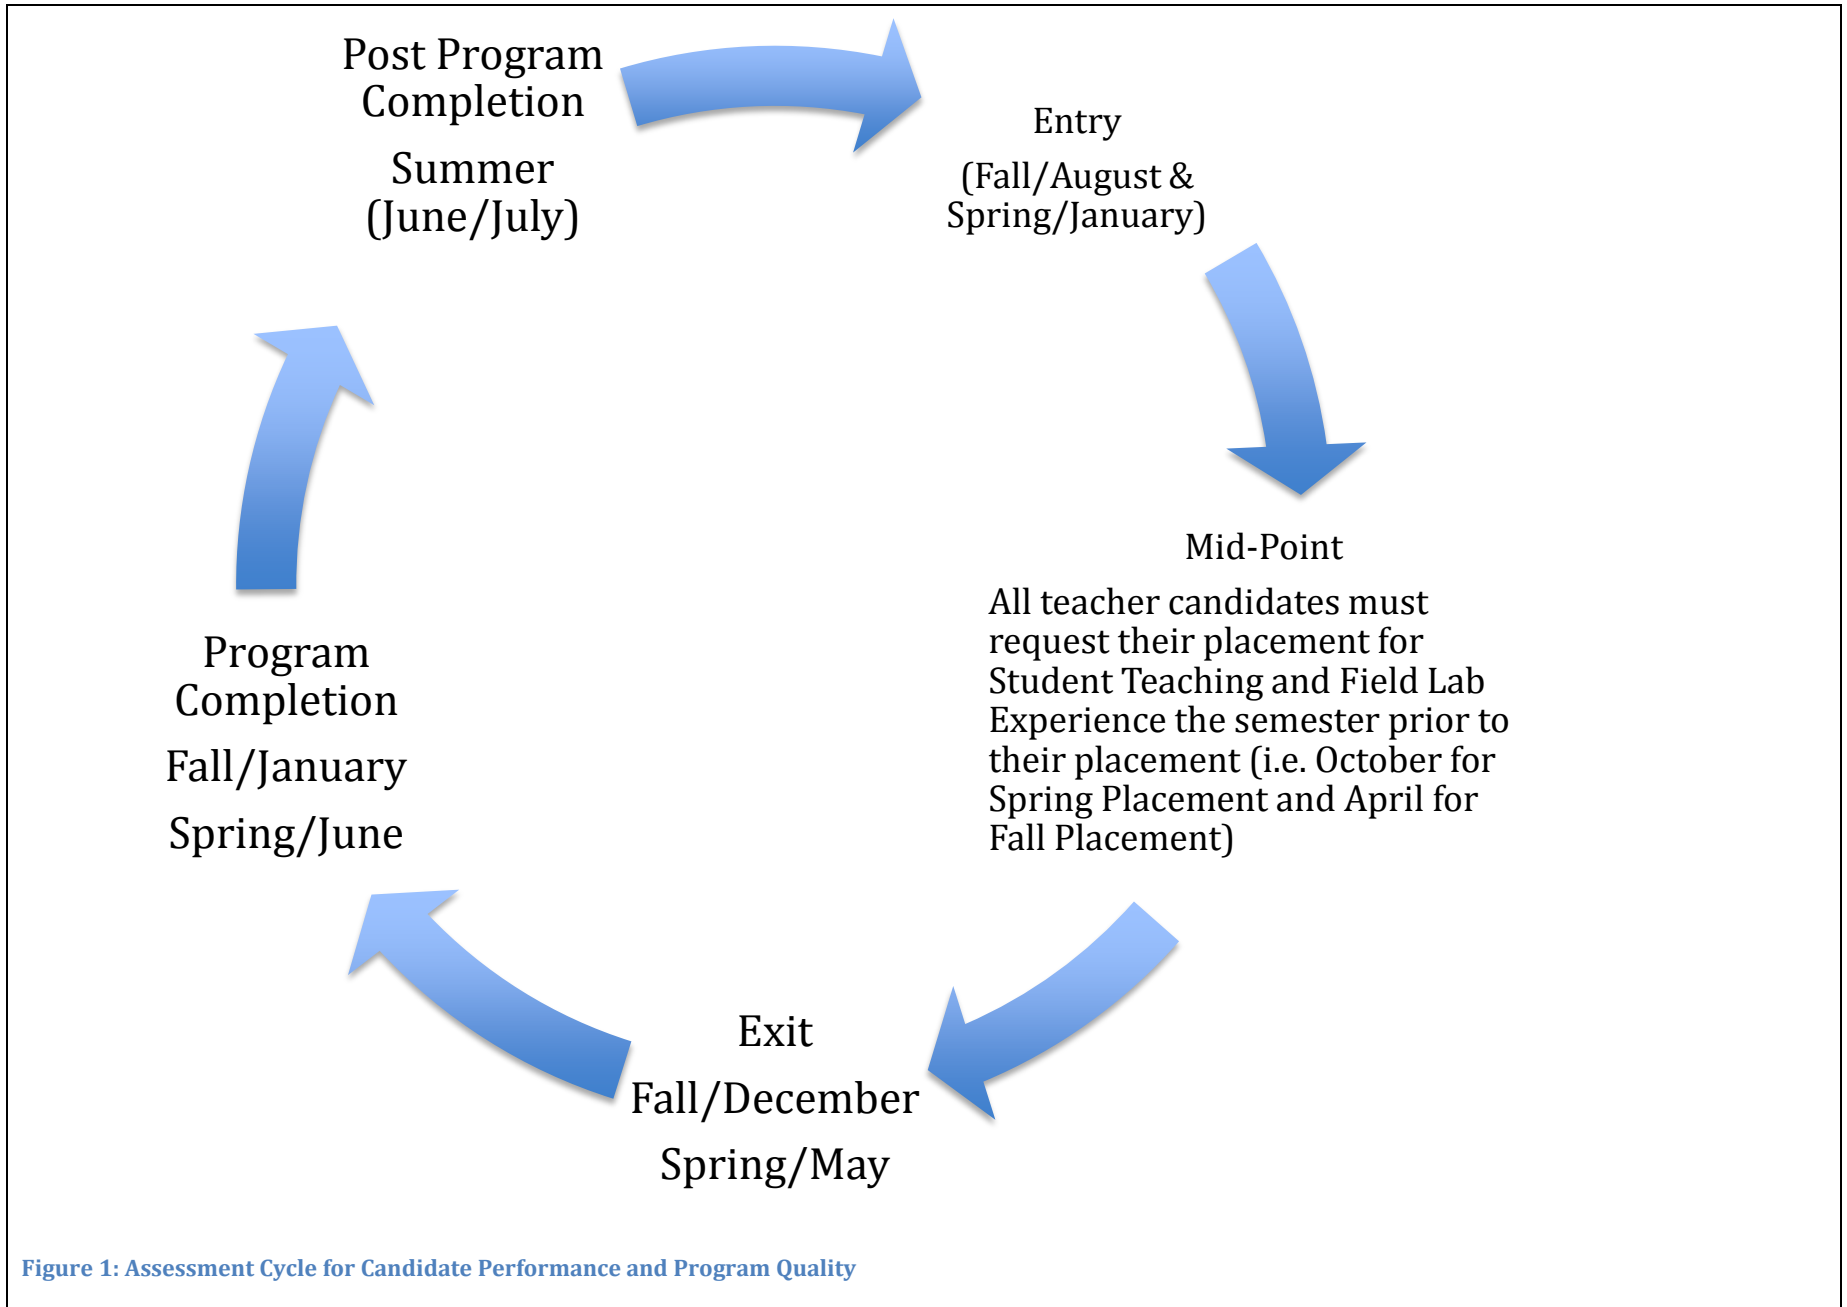 Post Program
Completion
Summer
(June/July)
Entry
(Fall/August &
Spring/January)
Mid-Point
All teacher candidates must
request their placement for
Student Teaching and Field Lab
Experience the semester prior to
their placement (i.e. October for
Spring Placement and April for
Fall Placement)
Exit
Fall/December
Spring/May
Program
Completion
Fall/January
Spring/June
Figure 1: Assessment Cycle for Candidate Performance and Program Quality